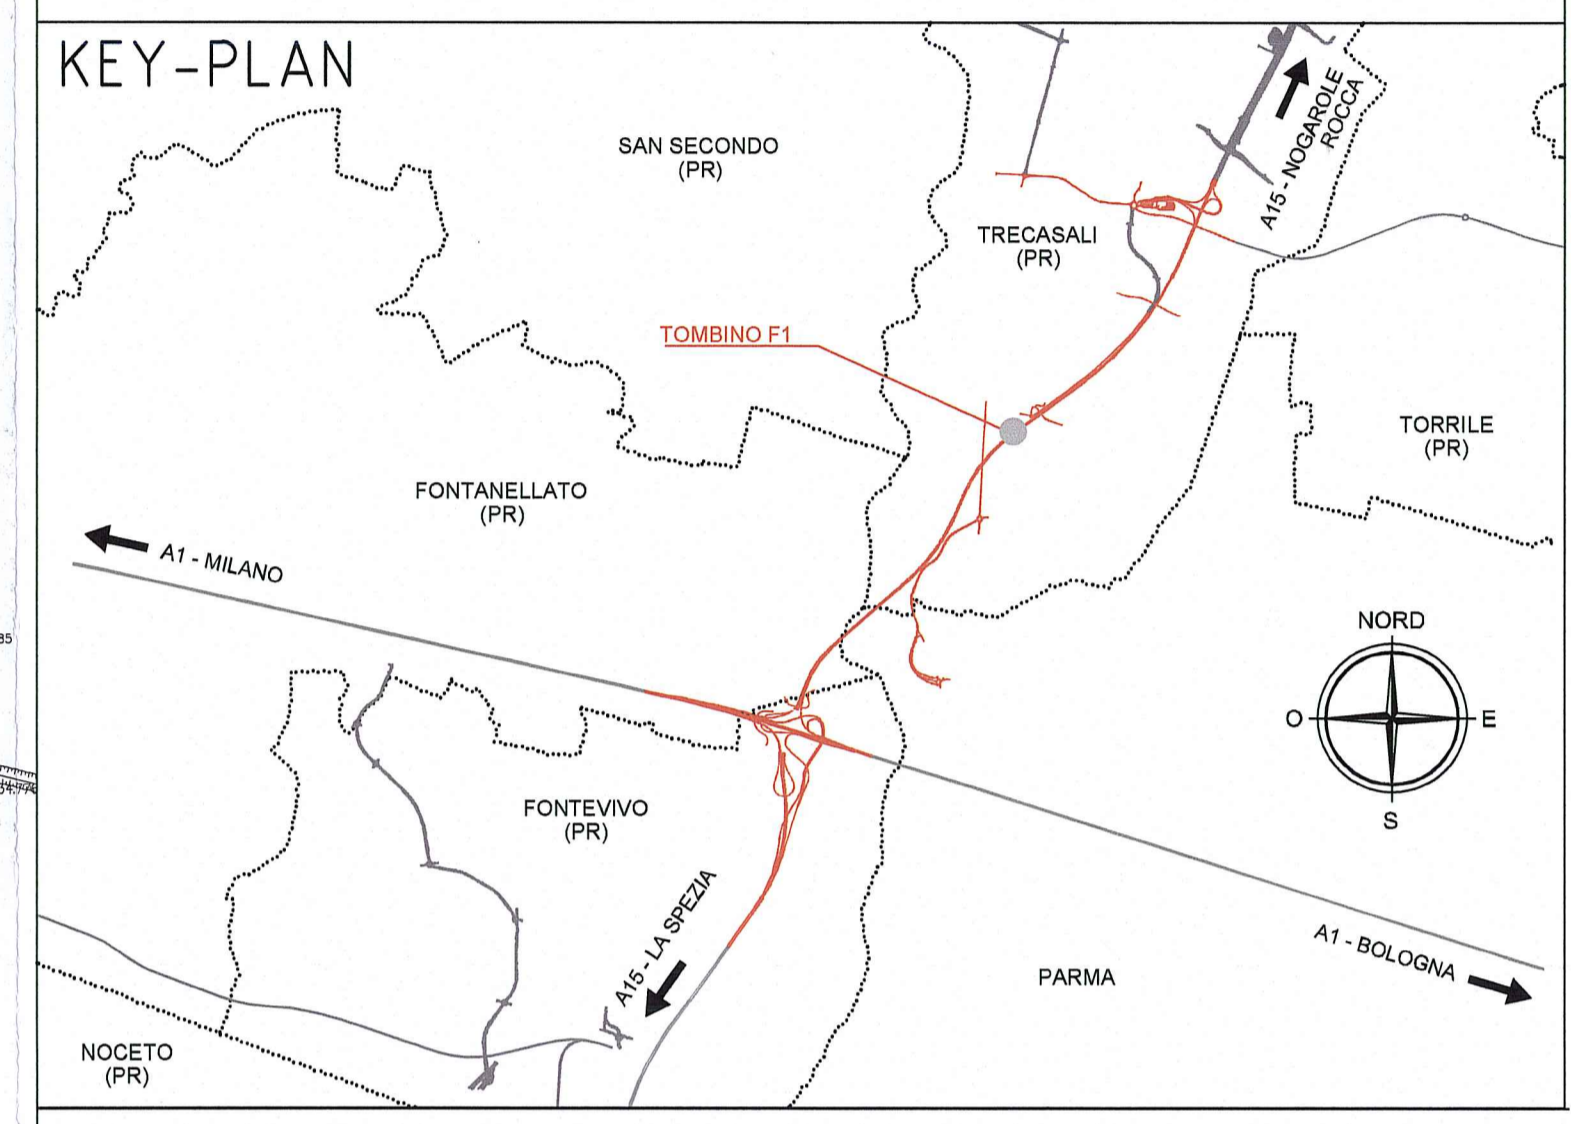 KEY-PLAN
SAN SECONDO
(PR)
A15 - NOGAROLE
ROCCA
TRECASALI
(PR)
TOMBINO F1
TORRILE
(PR)
FONTANELLATO
(PR)
A1 - MILANO
NORD
O
E
S
FONTEVIVO
(PR)
A15 - LA SPEZIA
A1 - BOLOGNA
PARMA
NOCETO
(PR)